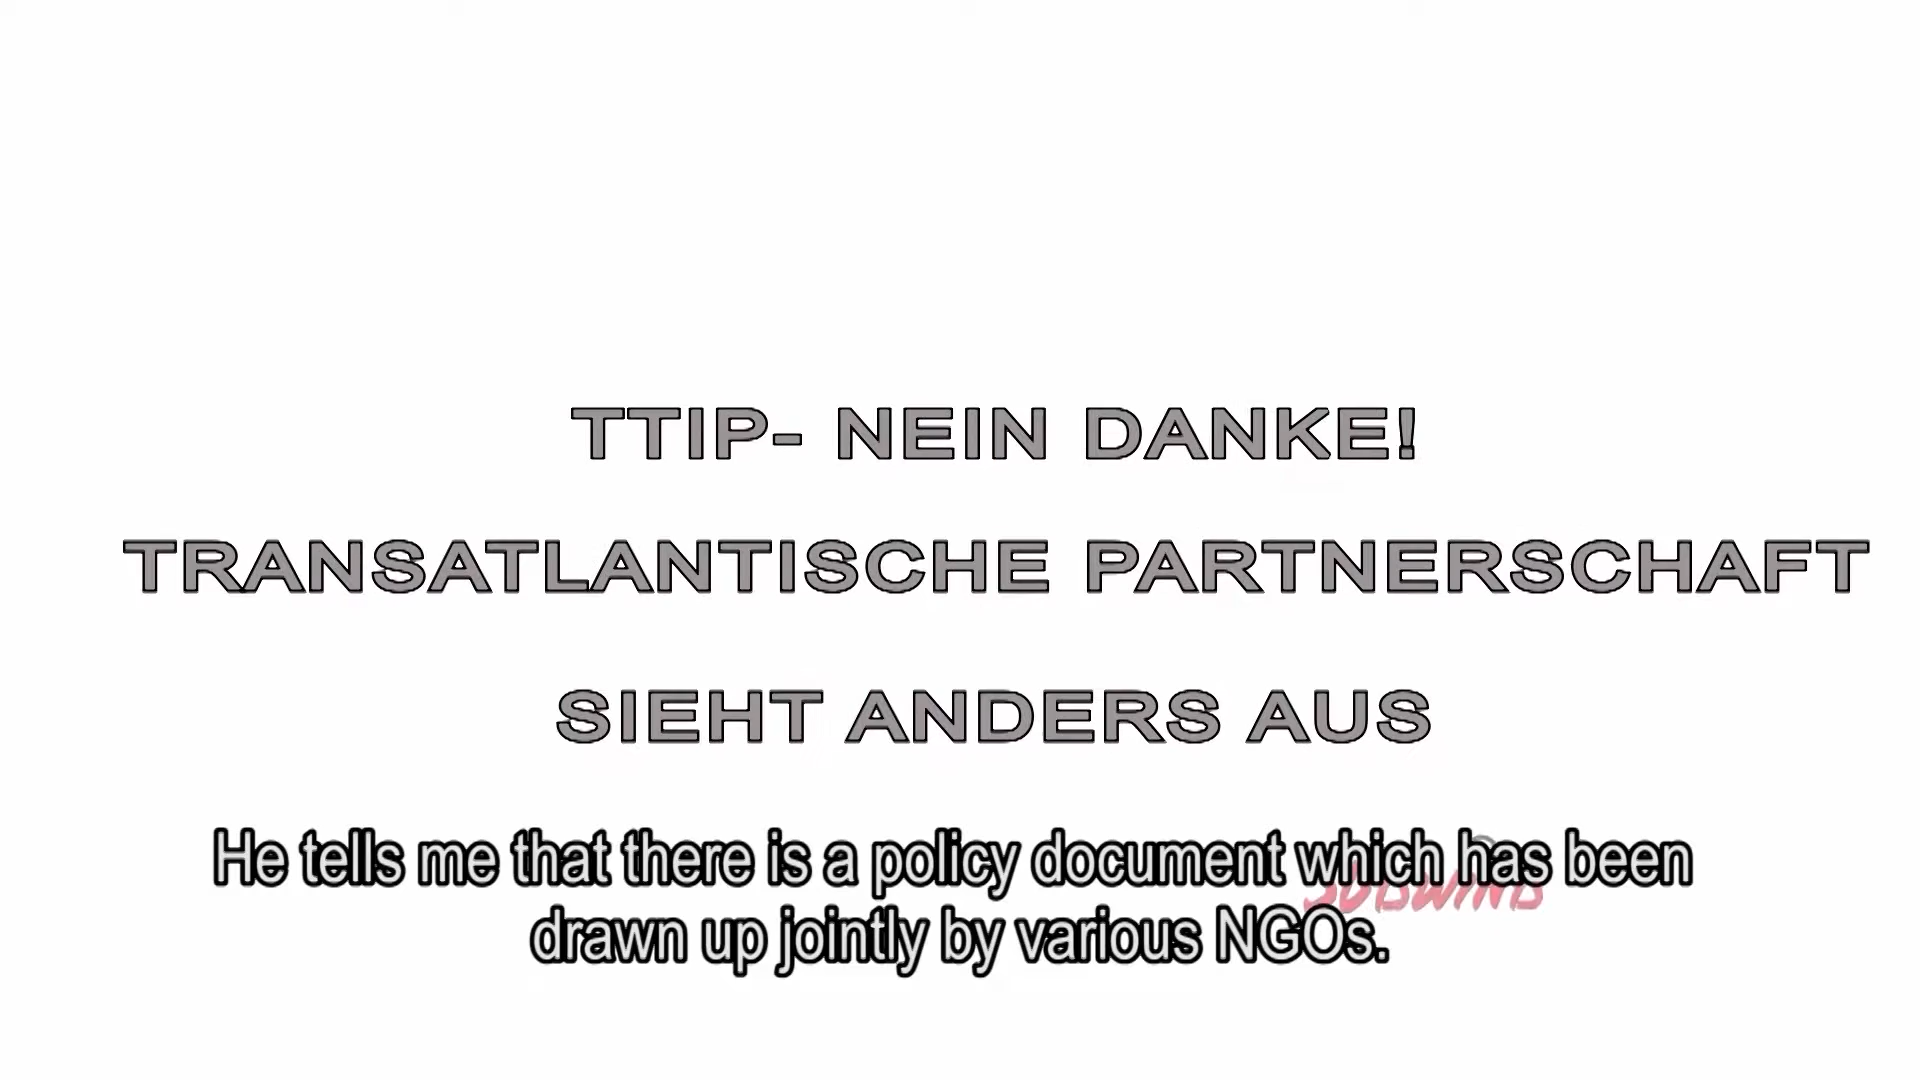 TTIP- NEIN DANKE!
TRANSATLANTISCHE PARTNERSCHAFT
SIEHT ANDERS AUS
He tells me that there is a policy document which has been
drawn up jointly by various NGOs.